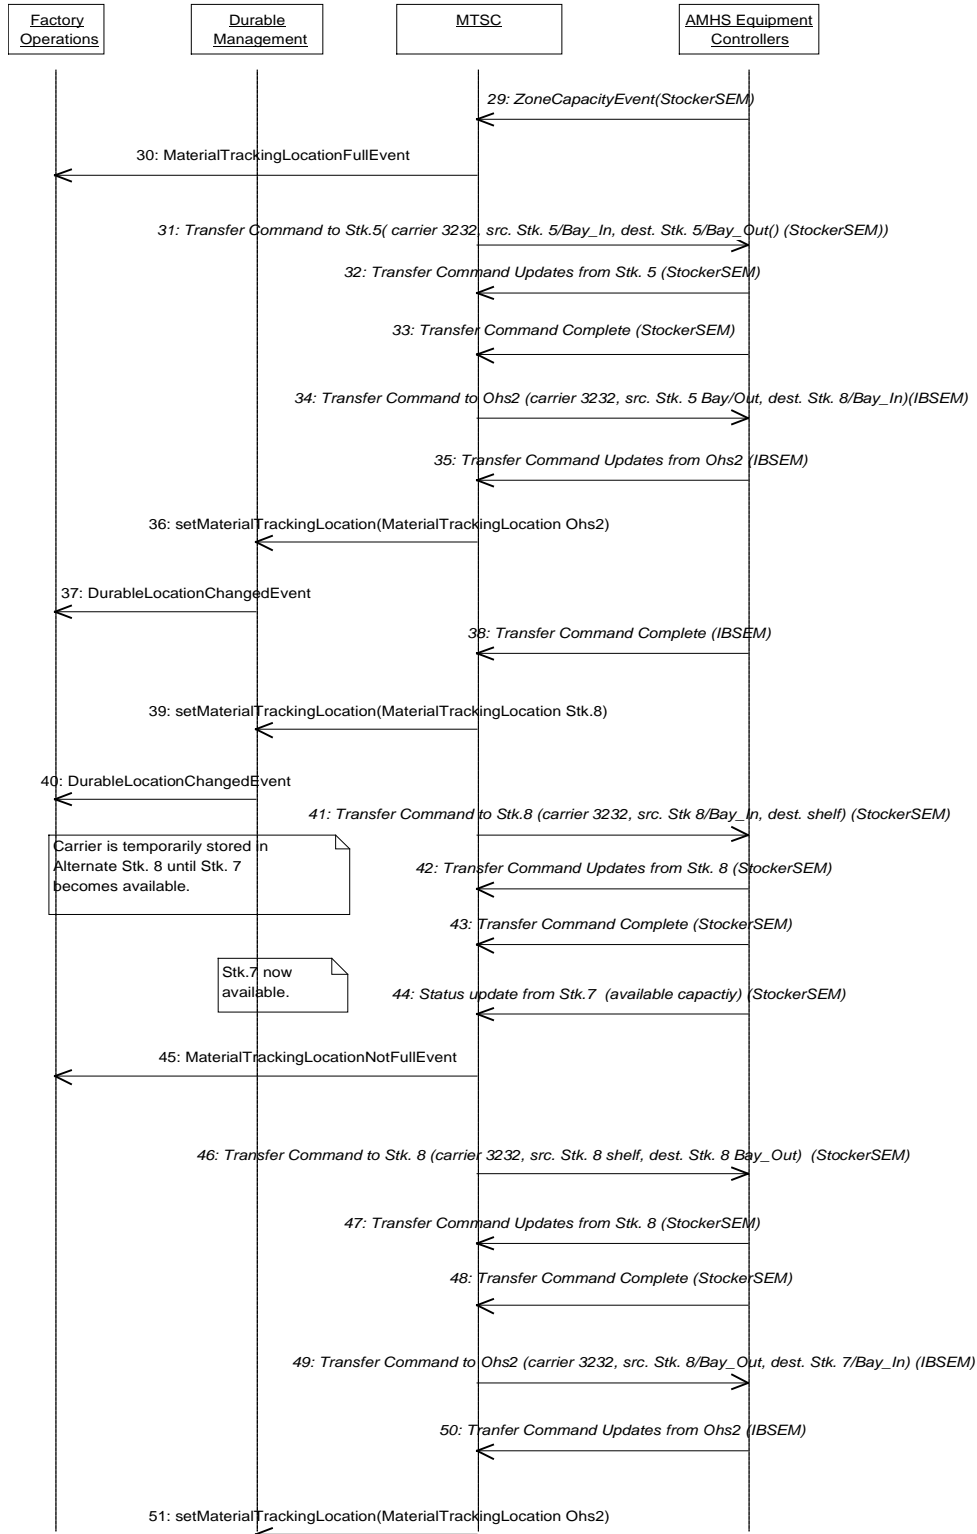 Factory
Operations
Durable
Management
MTSC
AMHS Equipment
Controllers
29: ZoneCapacityEvent(StockerSEM)
30: MaterialTrackingLocationFullEvent
31: Transfer Command to Stk.5( carrier 3232, src. Stk. 5/Bay_In, dest. Stk. 5/Bay_Out() (StockerSEM))
32: Transfer Command Updates from Stk. 5 (StockerSEM)
33: Transfer Command Complete (StockerSEM)
34: Transfer Command to Ohs2 (carrier 3232, src. Stk. 5 Bay/Out, dest. Stk. 8/Bay_In)(IBSEM)
35: Transfer Command Updates from Ohs2 (IBSEM)
36: setMaterialTrackingLocation(MaterialTrackingLocation Ohs2)
37: DurableLocationChangedEvent
38: Transfer Command Complete (IBSEM)
39: setMaterialTrackingLocation(MaterialTrackingLocation Stk.8)
40: DurableLocationChangedEvent
41: Transfer Command to Stk.8 (carrier 3232, src. Stk 8/Bay_In, dest. shelf) (StockerSEM)
Carrier is temporarily stored in
Alternate Stk. 8 until Stk. 7
becomes available.
42: Transfer Command Updates from Stk. 8 (StockerSEM)
43: Transfer Command Complete (StockerSEM)
Stk.7 now
available.
44: Status update from Stk.7 (available capactiy) (StockerSEM)
45: MaterialTrackingLocationNotFullEvent
46: Transfer Command to Stk. 8 (carrier 3232, src. Stk. 8 shelf, dest. Stk. 8 Bay_Out) (StockerSEM)
47: Transfer Command Updates from Stk. 8 (StockerSEM)
48: Transfer Command Complete (StockerSEM)
49: Transfer Command to Ohs2 (carrier 3232, src. Stk. 8/Bay_Out, dest. Stk. 7/Bay_In) (IBSEM)
50: Tranfer Command Updates from Ohs2 (IBSEM)
51: setMaterialTrackingLocation(MaterialTrackingLocation Ohs2)